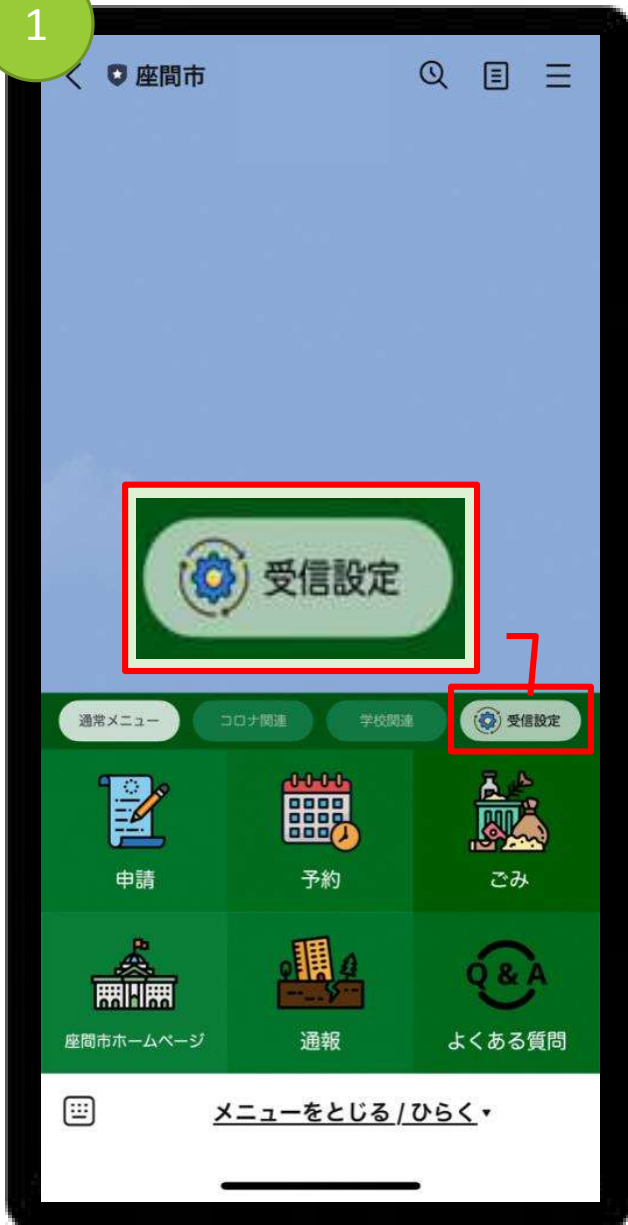 1
座間市
受信設定
通常メニュー
コロナ関連
学校関連
受信設定
申請
予約
ごみ
Q & A
座間市ホームページ
通報
よくある質問
メニューをとじる / ひらく